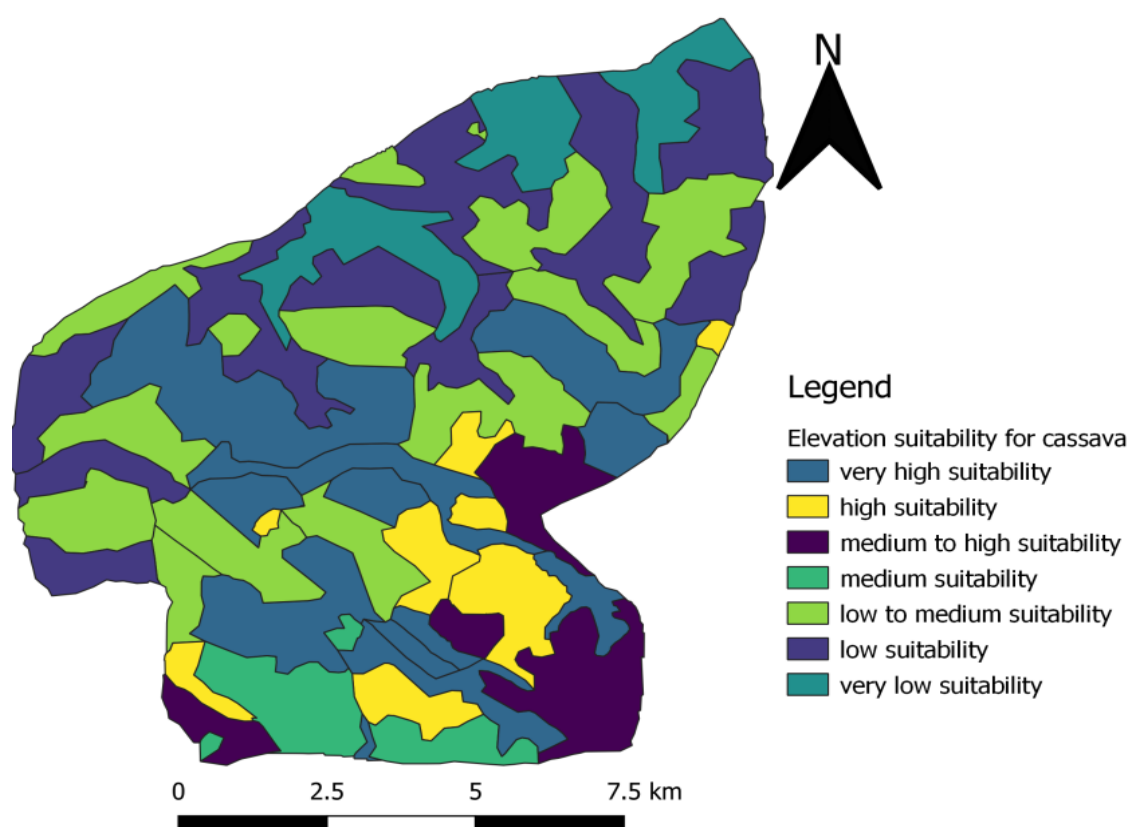 N
Legend
Elevation suitability for cassava
very high suitability
high suitability
medium to high suitability
medium suitability
low to medium suitability
low suitability
very low suitability
0 2.5 5 7.5 km